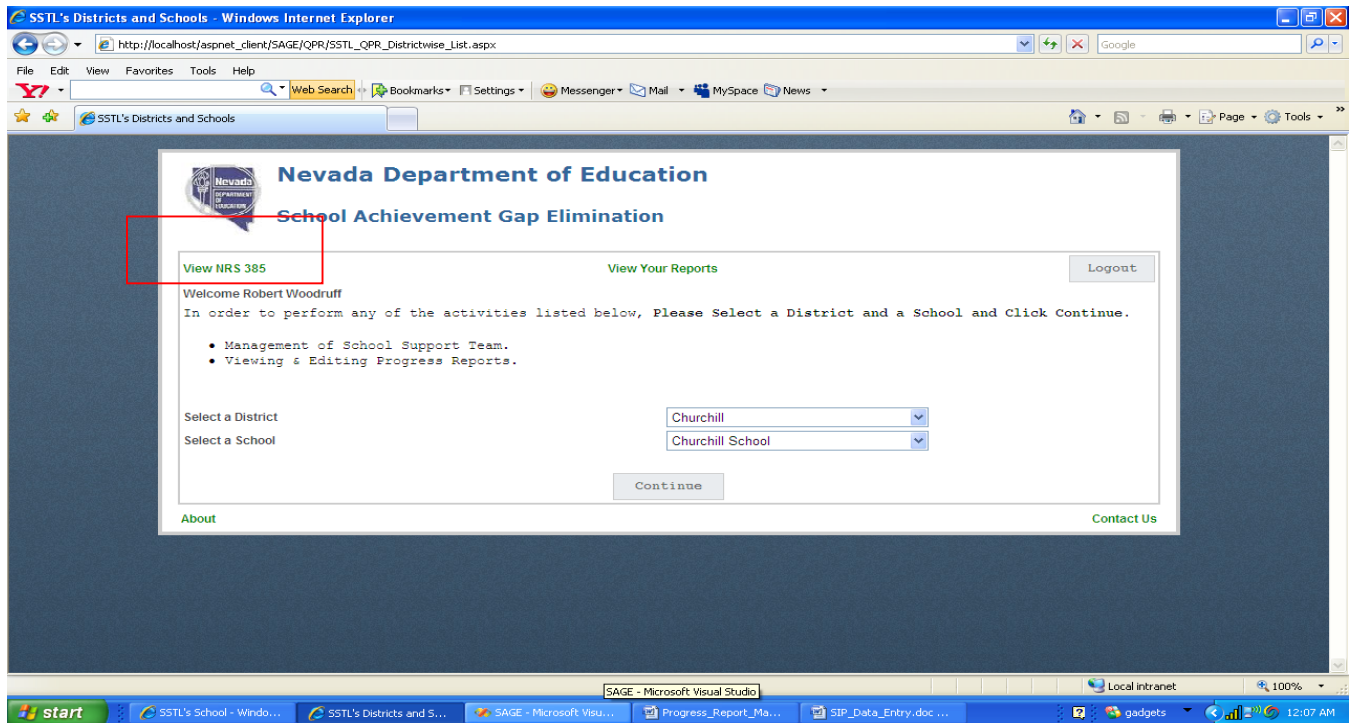 SSTL's Districts and Schools - Windows Internet Explorer
http://localhost/aspnet_client/SAGE/QPR/SSTL_QPR_Districtwise_List.aspx
Google
File Edit View Favorites Tools Help
Y7 Web Search Bookmarks Settings Messenger Mail MySpace News
SSTL's Districts and Schools Page Tools »
Nevada
DEPARTMENT
OF
EDUCATION
Nevada Department of Education
School Achievement Gap Elimination
View NRS 385 View Your Reports Logout
Welcome Robert Woodruff
In order to perform any of the activities listed below, Please Select a District and a School and Click Continue.
• Management of School Support Team.
• Viewing & Editing Progress Reports.
Select a District Churchill
Select a School Churchill School
Continue
About Contact Us
SAGE - Microsoft Visual Studio
Local intranet 100%
start SSTL's School - Windo... SSTL's Districts and S... SAGE - Microsoft Visu... Progress_Report_Ma... SIP_Data_Entry.doc ... gadgets 12:07 AM